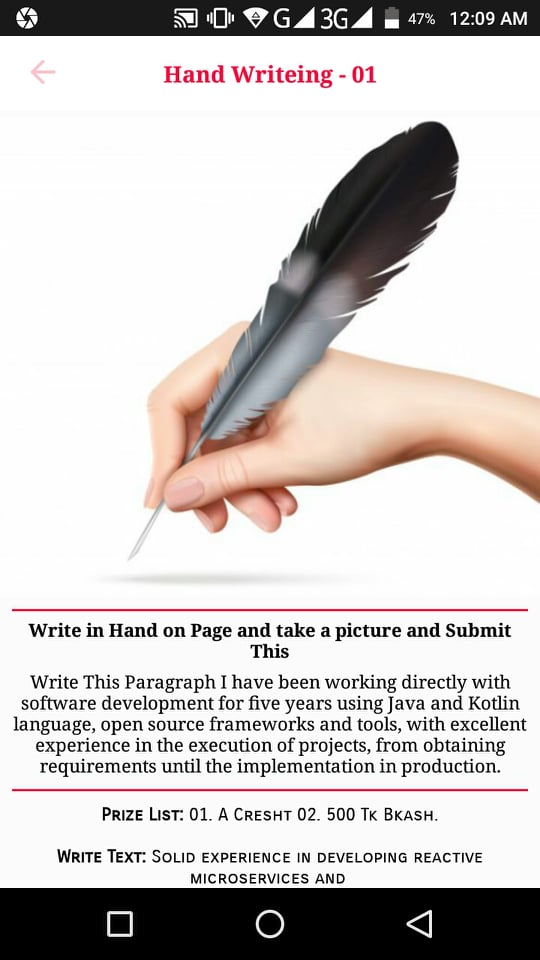 G 3G 47% 12:09 AM
Hand Writeing - 01
Write in Hand on Page and take a picture and Submit
This
Write This Paragraph I have been working directly with
software development for five years using Java and Kotlin
language, open source frameworks and tools, with excellent
experience in the execution of projects, from obtaining
requirements until the implementation in production.
Prize List: 01. A Cresht 02. 500 Tk Bkash.
Write Text: Solid experience in developing reactive
microservices and